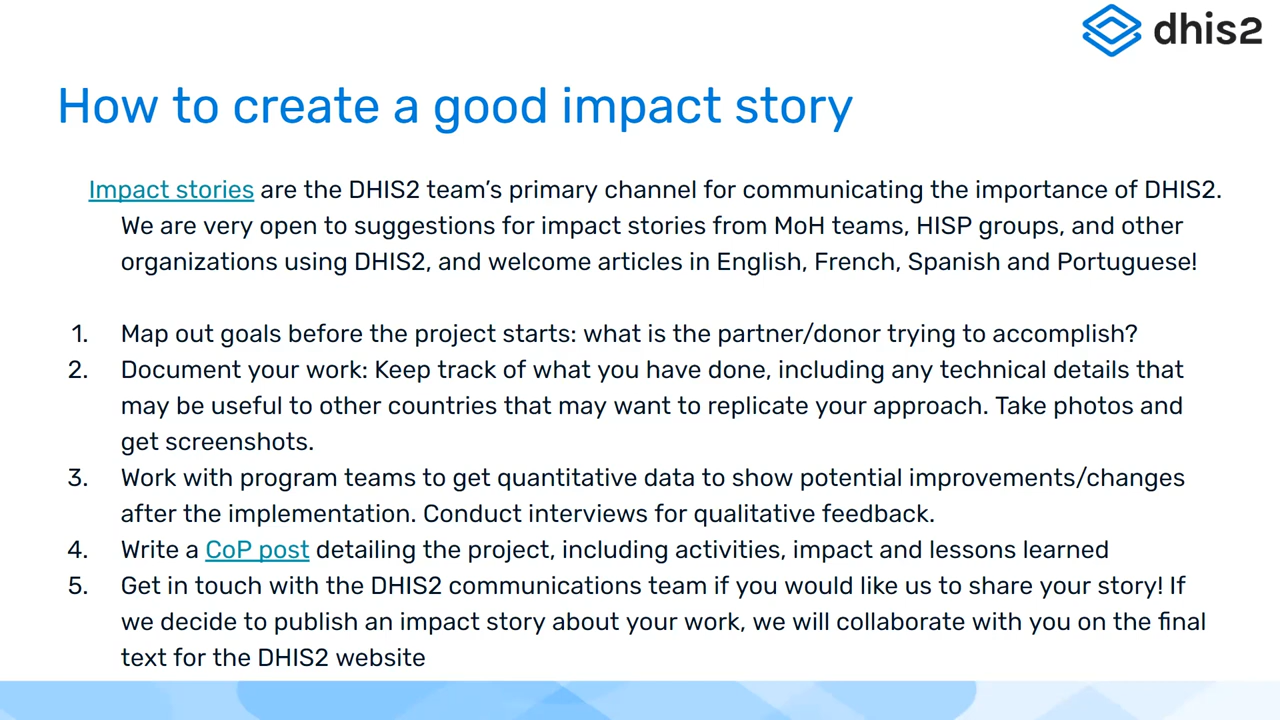 dhis2
How to create a good impact story
Impact stories are the DHIS2 team’s primary channel for communicating the importance of DHIS2.
We are very open to suggestions for impact stories from MoH teams, HISP groups, and other
organizations using DHIS2, and welcome articles in English, French, Spanish and Portuguese!
1. Map out goals before the project starts: what is the partner/donor trying to accomplish?
2. Document your work: Keep track of what you have done, including any technical details that
may be useful to other countries that may want to replicate your approach. Take photos and
get screenshots.
3. Work with program teams to get quantitative data to show potential improvements/changes
after the implementation. Conduct interviews for qualitative feedback.
4. Write a CoP post detailing the project, including activities, impact and lessons learned
5. Get in touch with the DHIS2 communications team if you would like us to share your story! If
we decide to publish an impact story about your work, we will collaborate with you on the final
text for the DHIS2 website